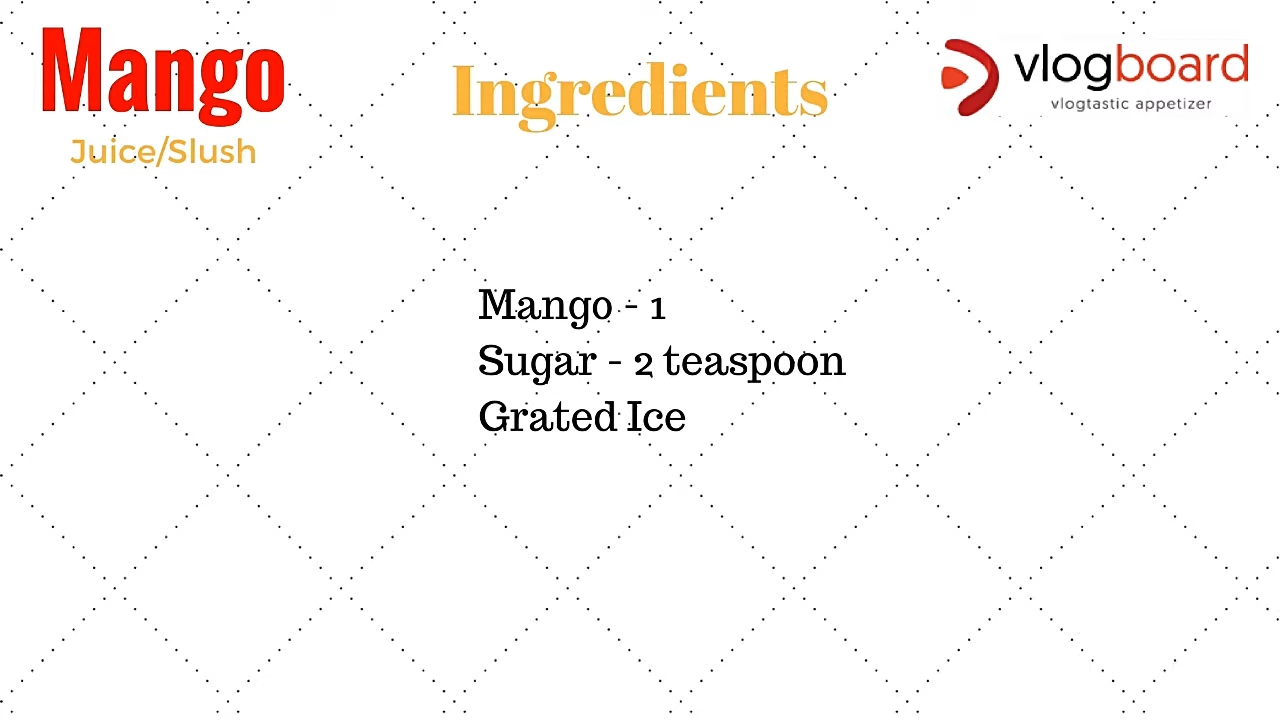 Mango
Juice/Slush
Ingredients
vlogboard
vlogtastic appetizer
Mango - 1
Sugar - 2 teaspoon
Grated Ice